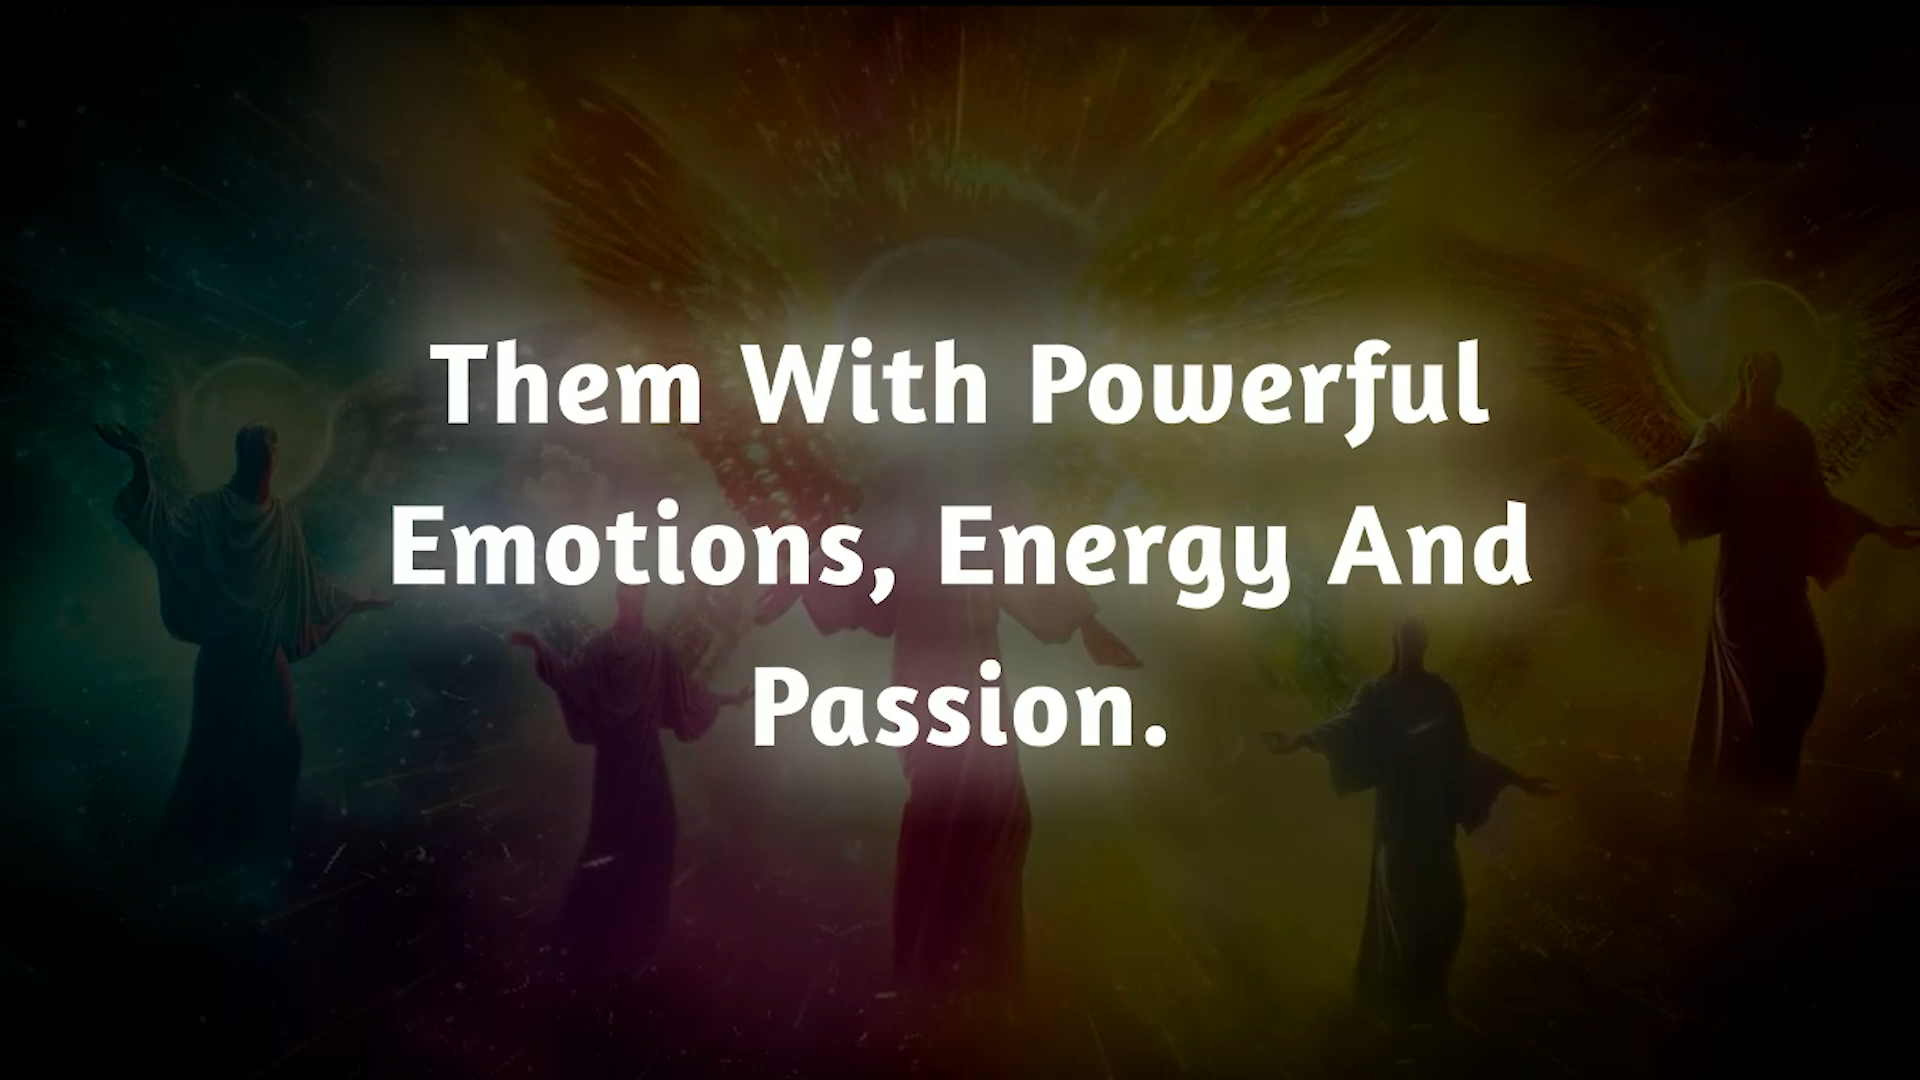 Them With Powerful
Emotions, Energy And
Passion.